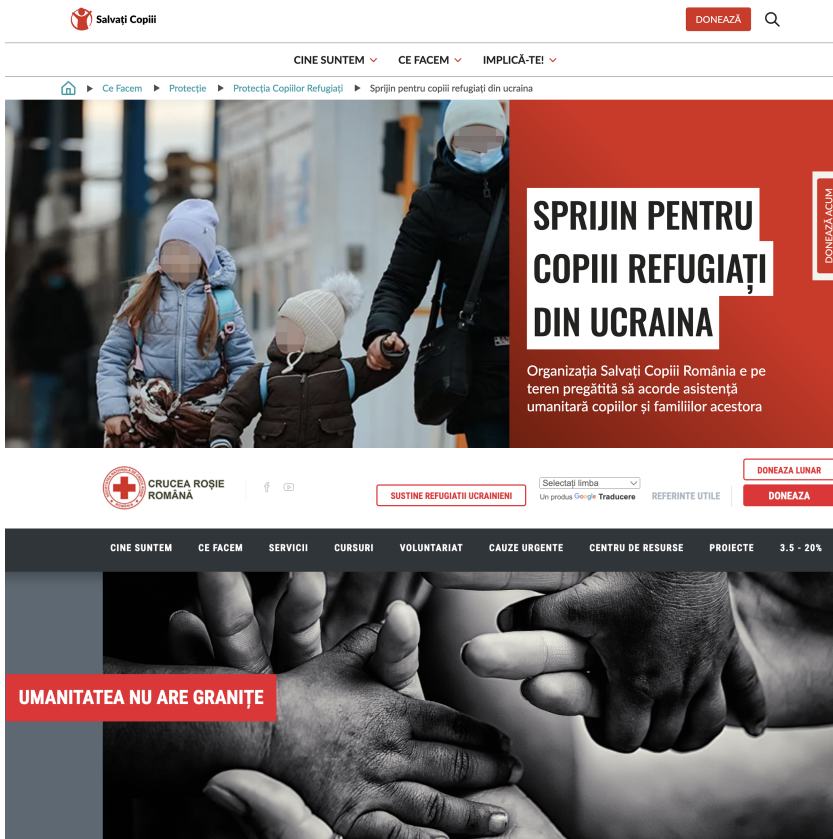 Salvați Copiii
DONEAZĂ
CINE SUNTEM
CE FACEM
IMPLICĂ-TE!
Ce Facem
Protecție
Protecția Copiilor Refugiați
Sprijin pentru copiii refugiați din ucraina
SPRIJIN PENTRU
COPIII REFUGIAȚI
DIN UCRAINA
DONEAZĂ ACUM
Organizația Salvați Copiii România e pe
teren pregătită să acorde asistență
umanitară copiilor și familiilor acestora
CRUCEA ROȘIE
ROMÂNĂ
SUSTINE REFUGIATII UCRAINIENI
Selectați limba
Un produs Google Traducere
REFERINTE UTILE
DONEAZA LUNAR
DONEAZA
CINE SUNTEM
CE FACEM
SERVICII
CURSURI
VOLUNTARIAT
CAUZE URGENTE
CENTRU DE RESURSE
PROIECTE
3.5 - 20%
UMANITATEA NU ARE GRANIȚE